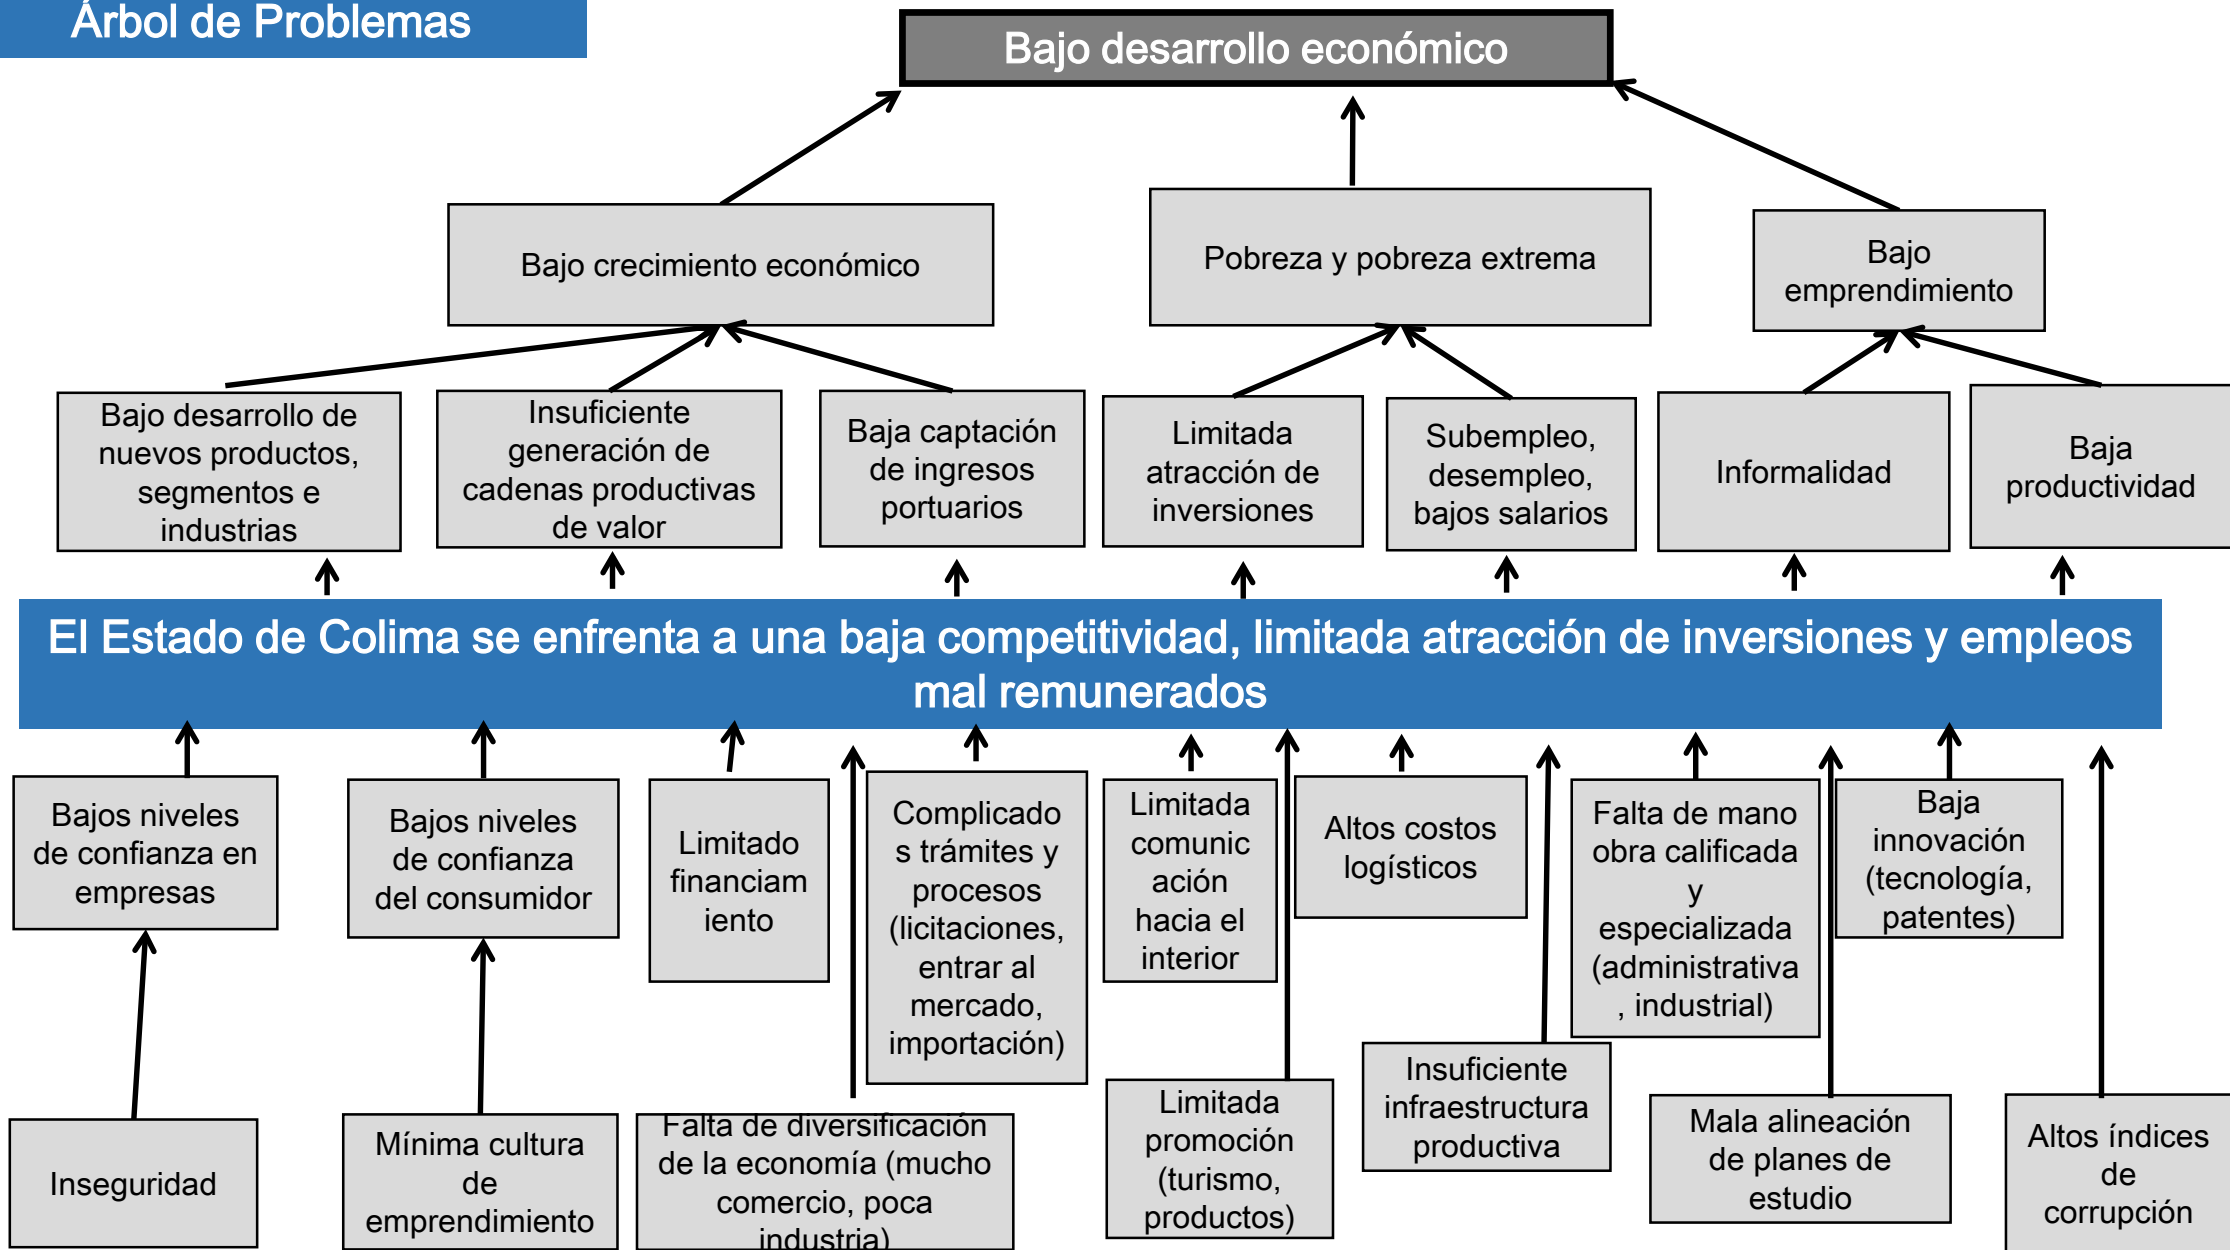 Árbol de Problemas
Bajo desarrollo económico
Bajo crecimiento económico
Pobreza y pobreza extrema
Bajo
emprendimiento
Bajo desarrollo de
nuevos productos,
segmentos e
industrias
Insuficiente
generación de
cadenas productivas
de valor
Baja captación
de ingresos
portuarios
Limitada
atracción de
inversiones
Subempleo,
desempleo,
bajos salarios
Informalidad
Baja
productividad
El Estado de Colima se enfrenta a una baja competitividad, limitada atracción de inversiones y empleos
mal remunerados
Bajos niveles
de confianza en
empresas
Bajos niveles
de confianza
del consumidor
Limitado
financiam
iento
Complicado
s trámites y
procesos
(licitaciones,
entrar al
mercado,
importación)
Limitada
comunic
ación
hacia el
interior
Altos costos
logísticos
Falta de mano
obra calificada
y
especializada
(administrativa
, industrial)
Baja
innovación
(tecnología,
patentes)
Inseguridad
Mínima cultura
de
emprendimiento
Falta de diversificación
de la economía (mucho
comercio, poca
industria)
Limitada
promoción
(turismo,
productos)
Insuficiente
infraestructura
productiva
Mala alineación
de planes de
estudio
Altos índices
de
corrupción